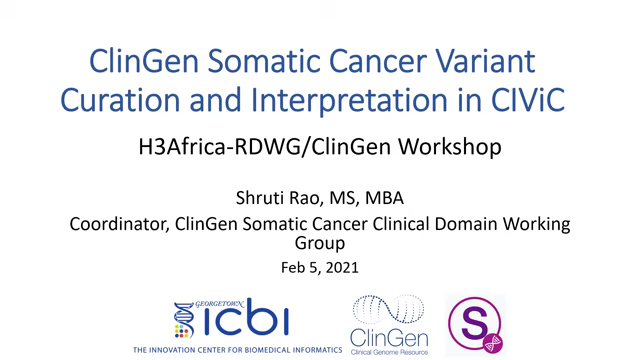 ClinGen Somatic Cancer Variant
Curation and Interpretation in CIViC
H3Africa-RDWG/ClinGen Workshop
Shruti Rao, MS, MBA
Coordinator, ClinGen Somatic Cancer Clinical Domain Working
Group
Feb 5, 2021
GEORGETOWN
icbi
THE INNOVATION CENTER FOR BIOMEDICAL INFORMATICS
ClinGen
Clinical Genome Resource
S